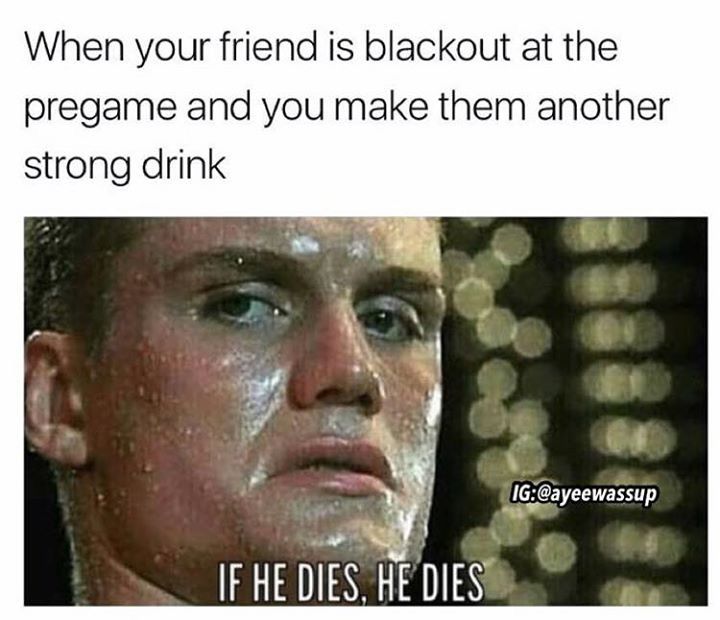 When your friend is blackout at the
pregame and you make them another
strong drink
IG:@ayeewassup
IF HE DIES, HE DIES